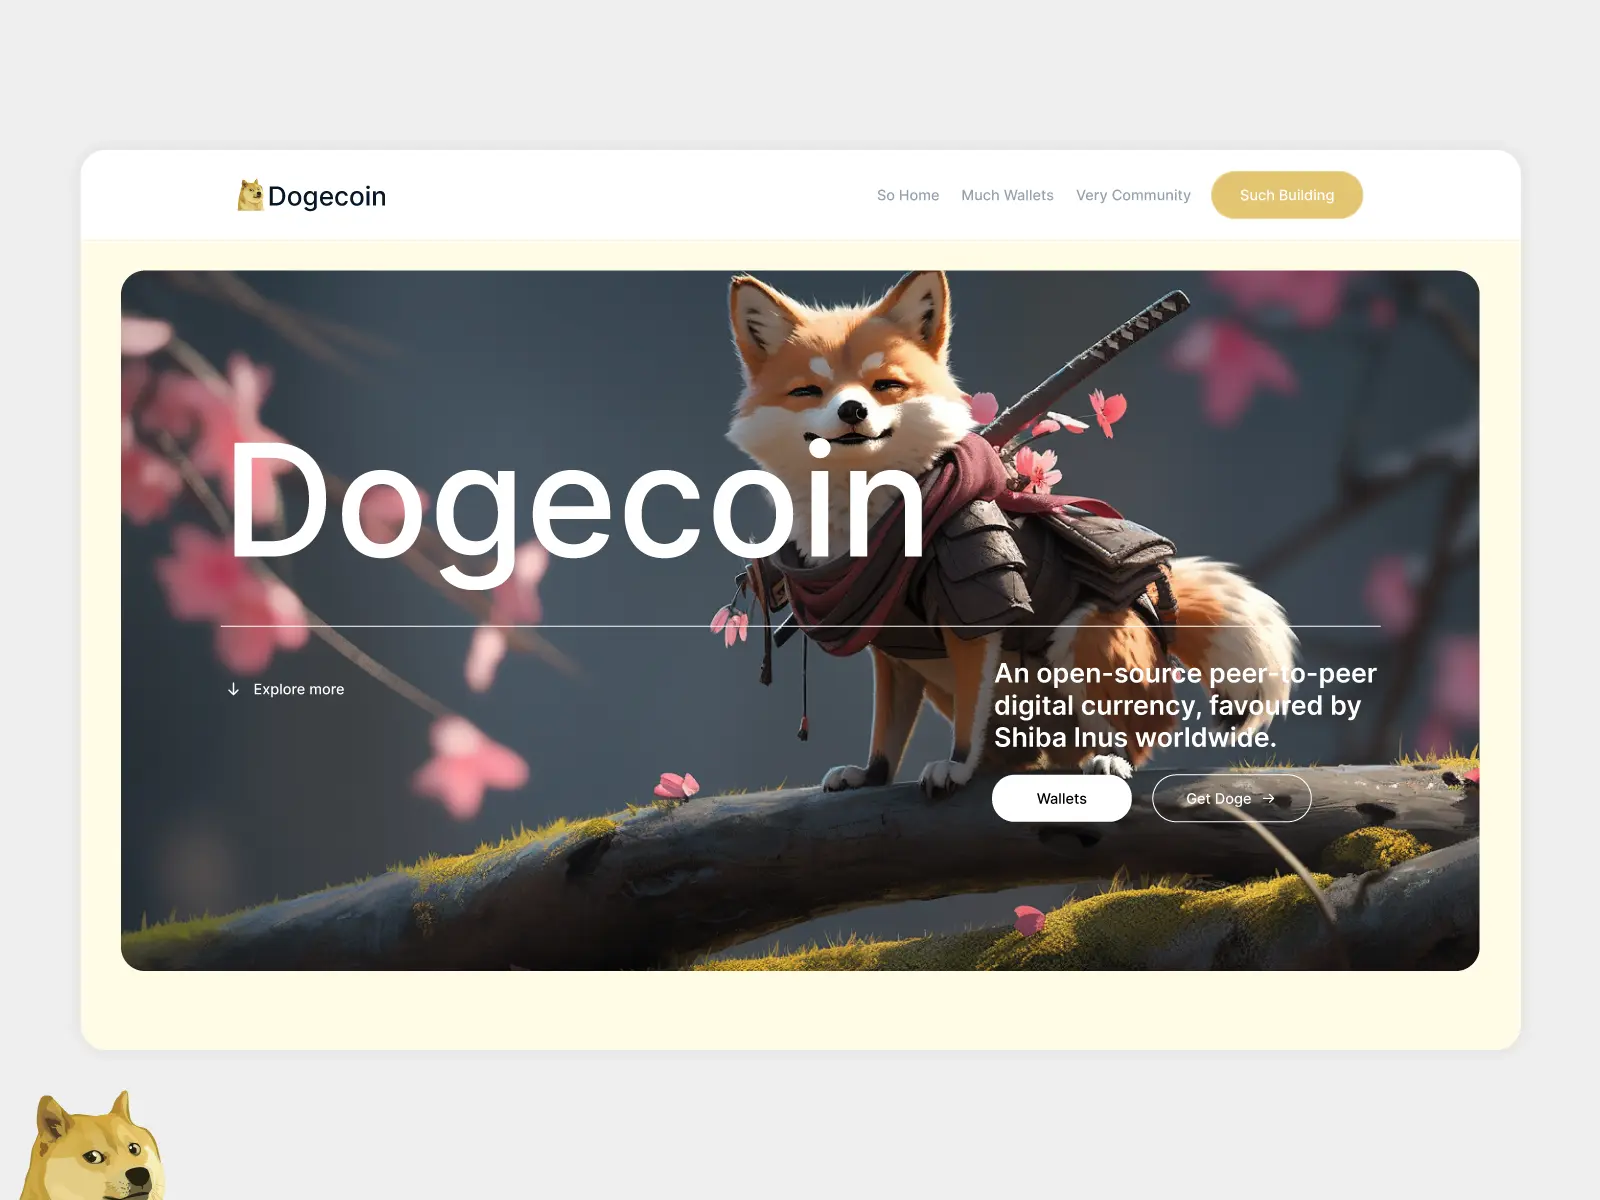 Dogecoin
So Home Much Wallets Very Community Such Building
Dogecoin
Explore more
An open-source peer-to-peer
digital currency, favoured by
Shiba Inus worldwide.
Wallets Get Doge